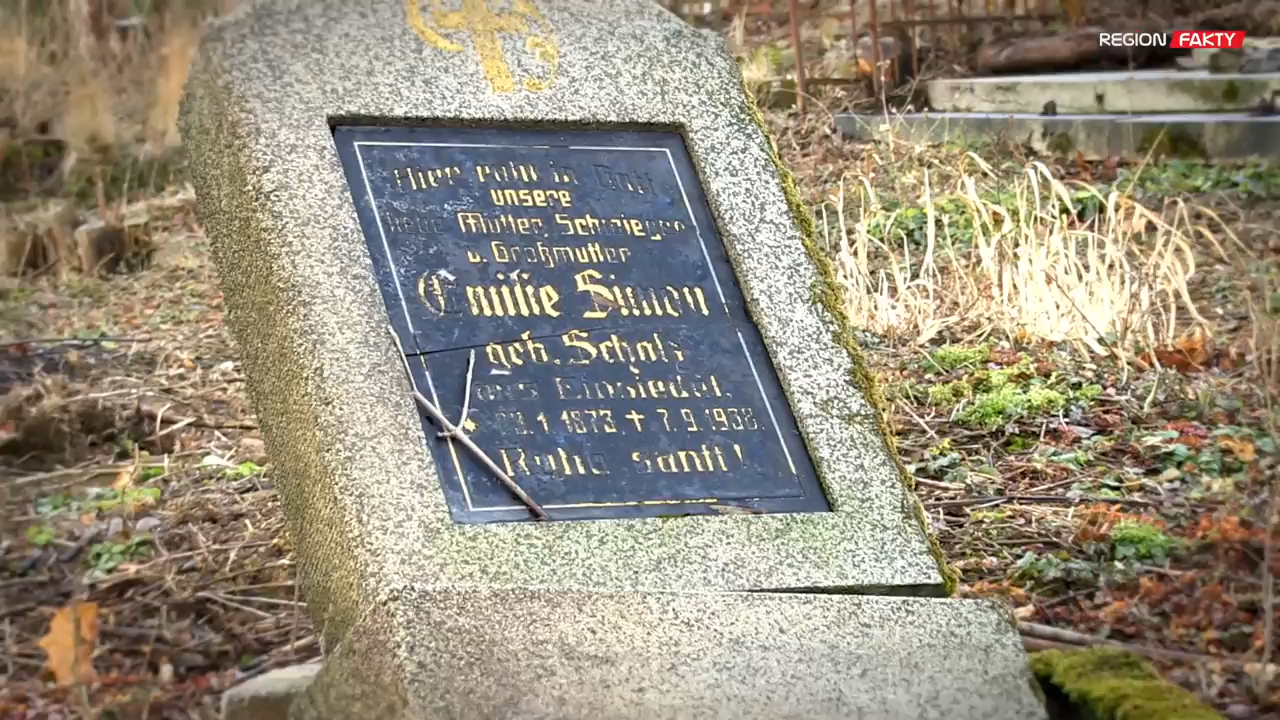 REGION FAKTY
Hier ruht in Gott
unsere
liebe Mutter, Schwieger
u. Großmutter
Emilie Simon
geb. Scholz
aus Einsiedel,
1873. † 7.9.1938.
Ruhe sanft!